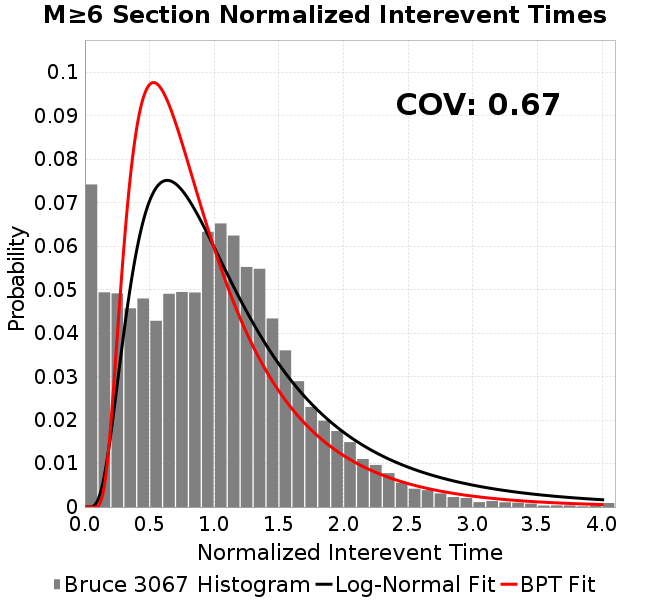 M≥6 Section Normalized Interevent Times
COV: 0.67
Probability
0.1
0.09
0.08
0.07
0.06
0.05
0.04
0.03
0.02
0.01
0
0.0 0.5 1.0 1.5 2.0 2.5 3.0 3.5 4.0
Normalized Interevent Time
Bruce 3067 Histogram Log-Normal Fit BPT Fit